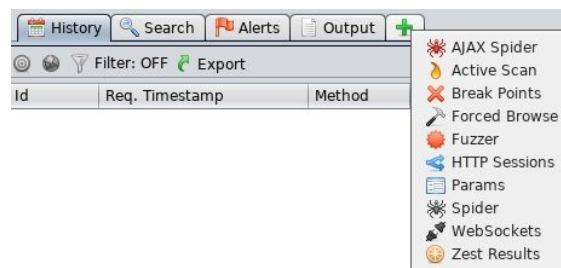 History Search Alerts Output
Filter: OFF Export
Id Req. Timestamp Method
AJAX Spider
Active Scan
Break Points
Forced Browse
Fuzzer
HTTP Sessions
Params
Spider
WebSockets
Zest Results